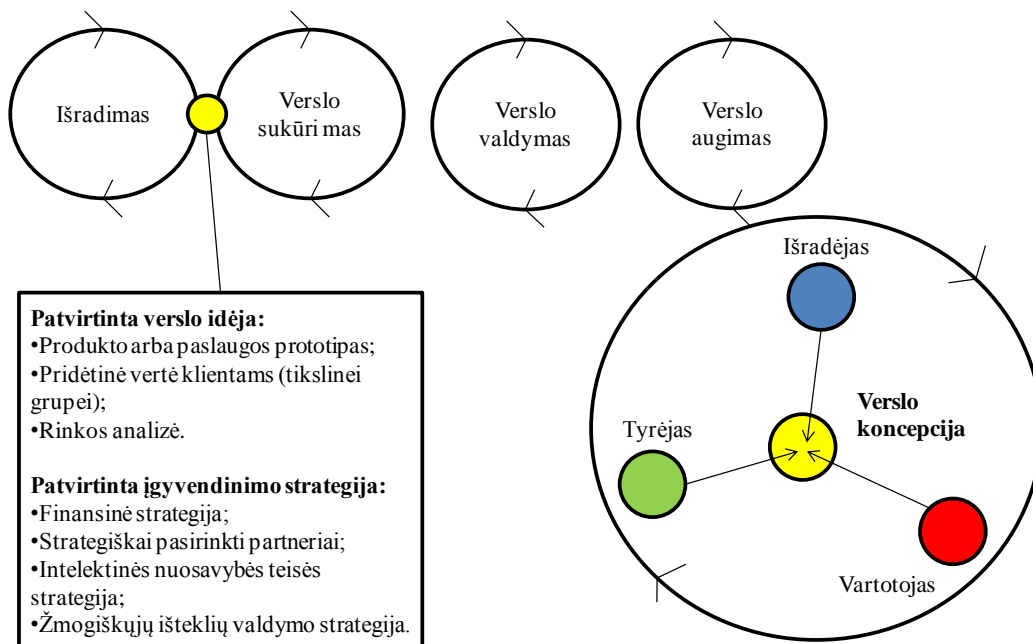 Išradimas
Verslo
sukūri mas
Verslo
valdymas
Verslo
augimas
Patvirtinta verslo idėja:
•Produkto arba paslaugos prototipas;
•Pridėtinė vertė klientams (tikslinei
grupei);
•Rinkos analizė.
Patvirtinta įgyvendinimo strategija:
•Finansinė strategija;
•Strategiškai pasirinkti partneriai;
•Intelektinės nuosavybės teisės
strategija;
•Žmogiškųjų išteklių valdymo strategija.
Išradėjas
Tyrėjas
Verslo
koncepcija
Vartotojas